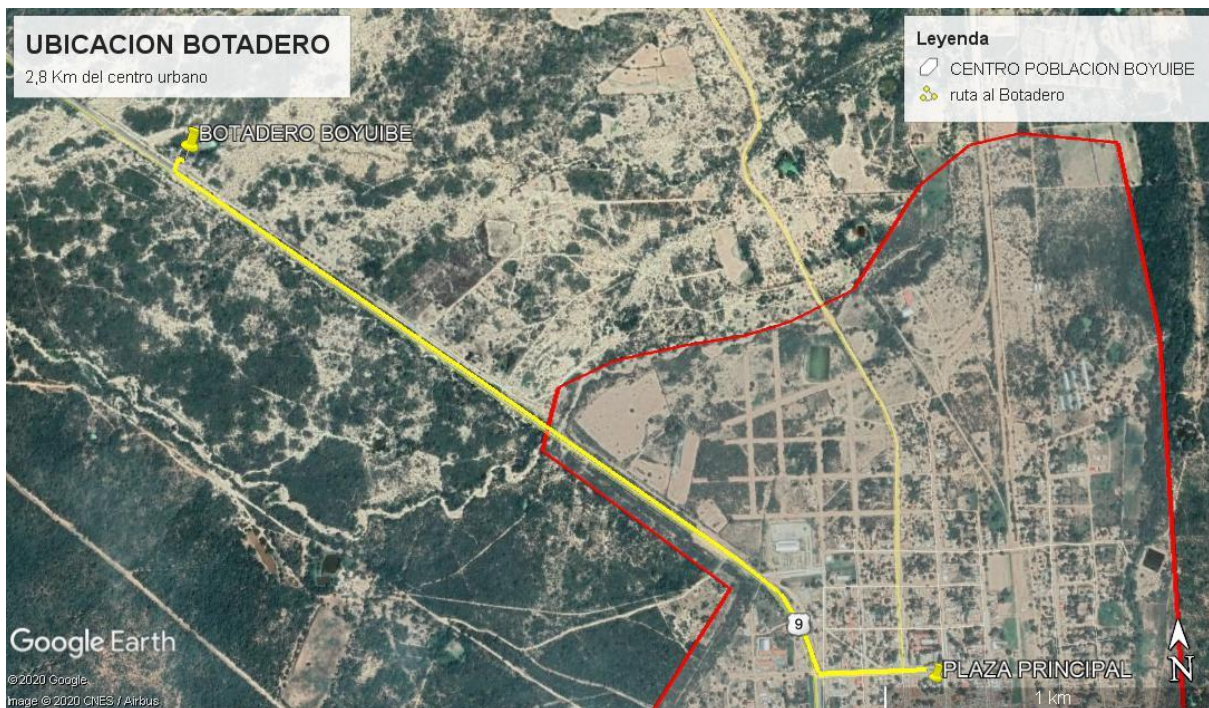 UBICACION BOTADERO
2,8 Km del centro urbano
Leyenda
CENTRO POBLACION BOYUIBE
ruta al Botadero
BOTADERO BOYUIBE
9
PLAZA PRINCIPAL
N
1 km
Google Earth
©2020 Google
Image © 2020 CNES / Airbus